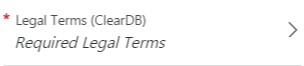 * Legal Terms (ClearDB)
Required Legal Terms